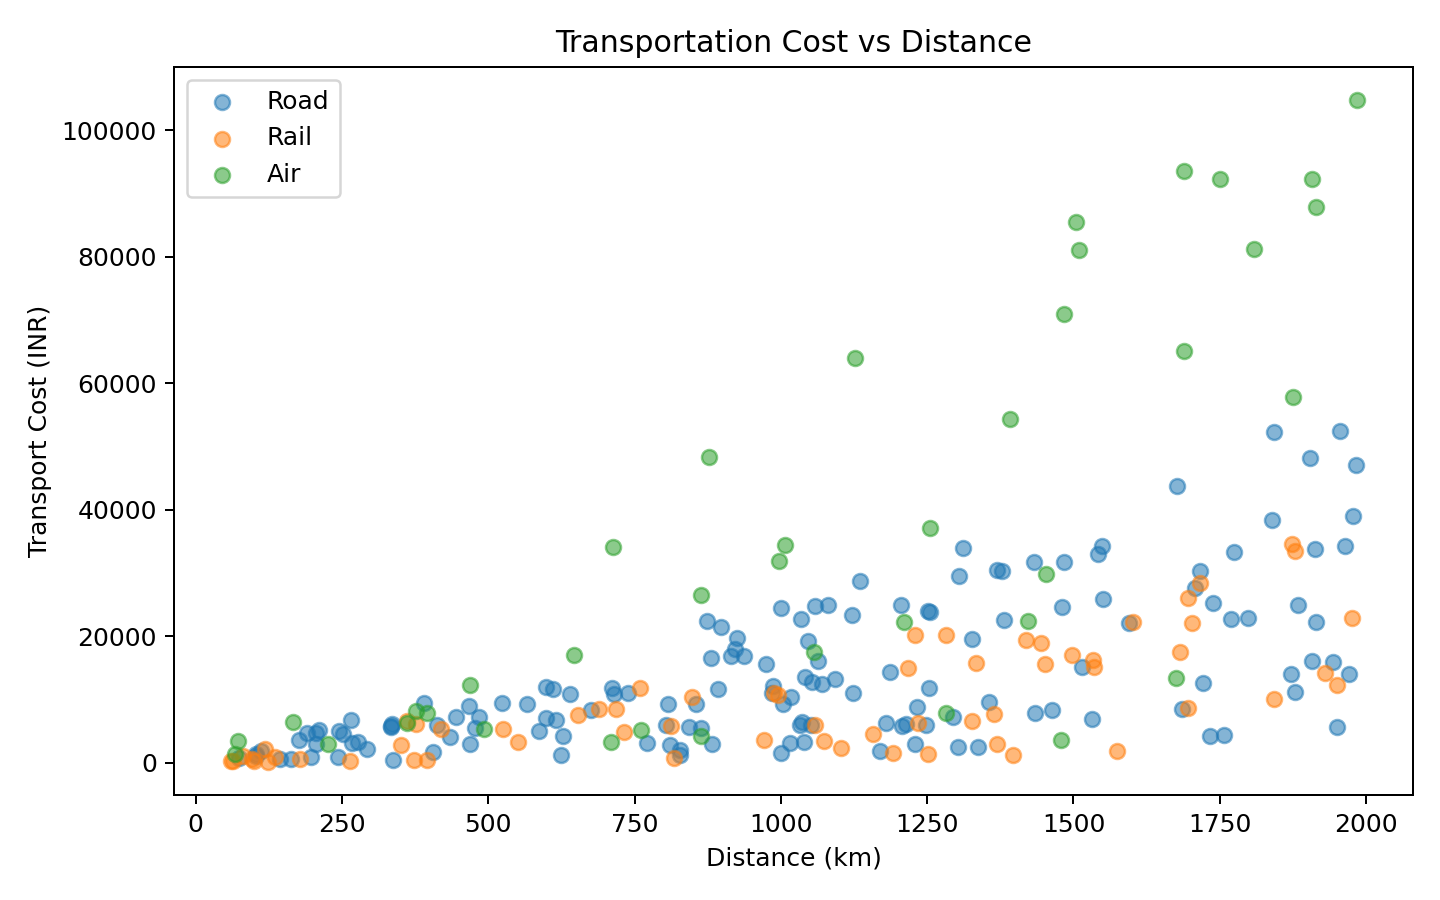 Transportation Cost vs Distance
Road
Rail
Air
100000
80000
60000
40000
20000
0
Transport Cost (INR)
0 250 500 750 1000 1250 1500 1750 2000
Distance (km)